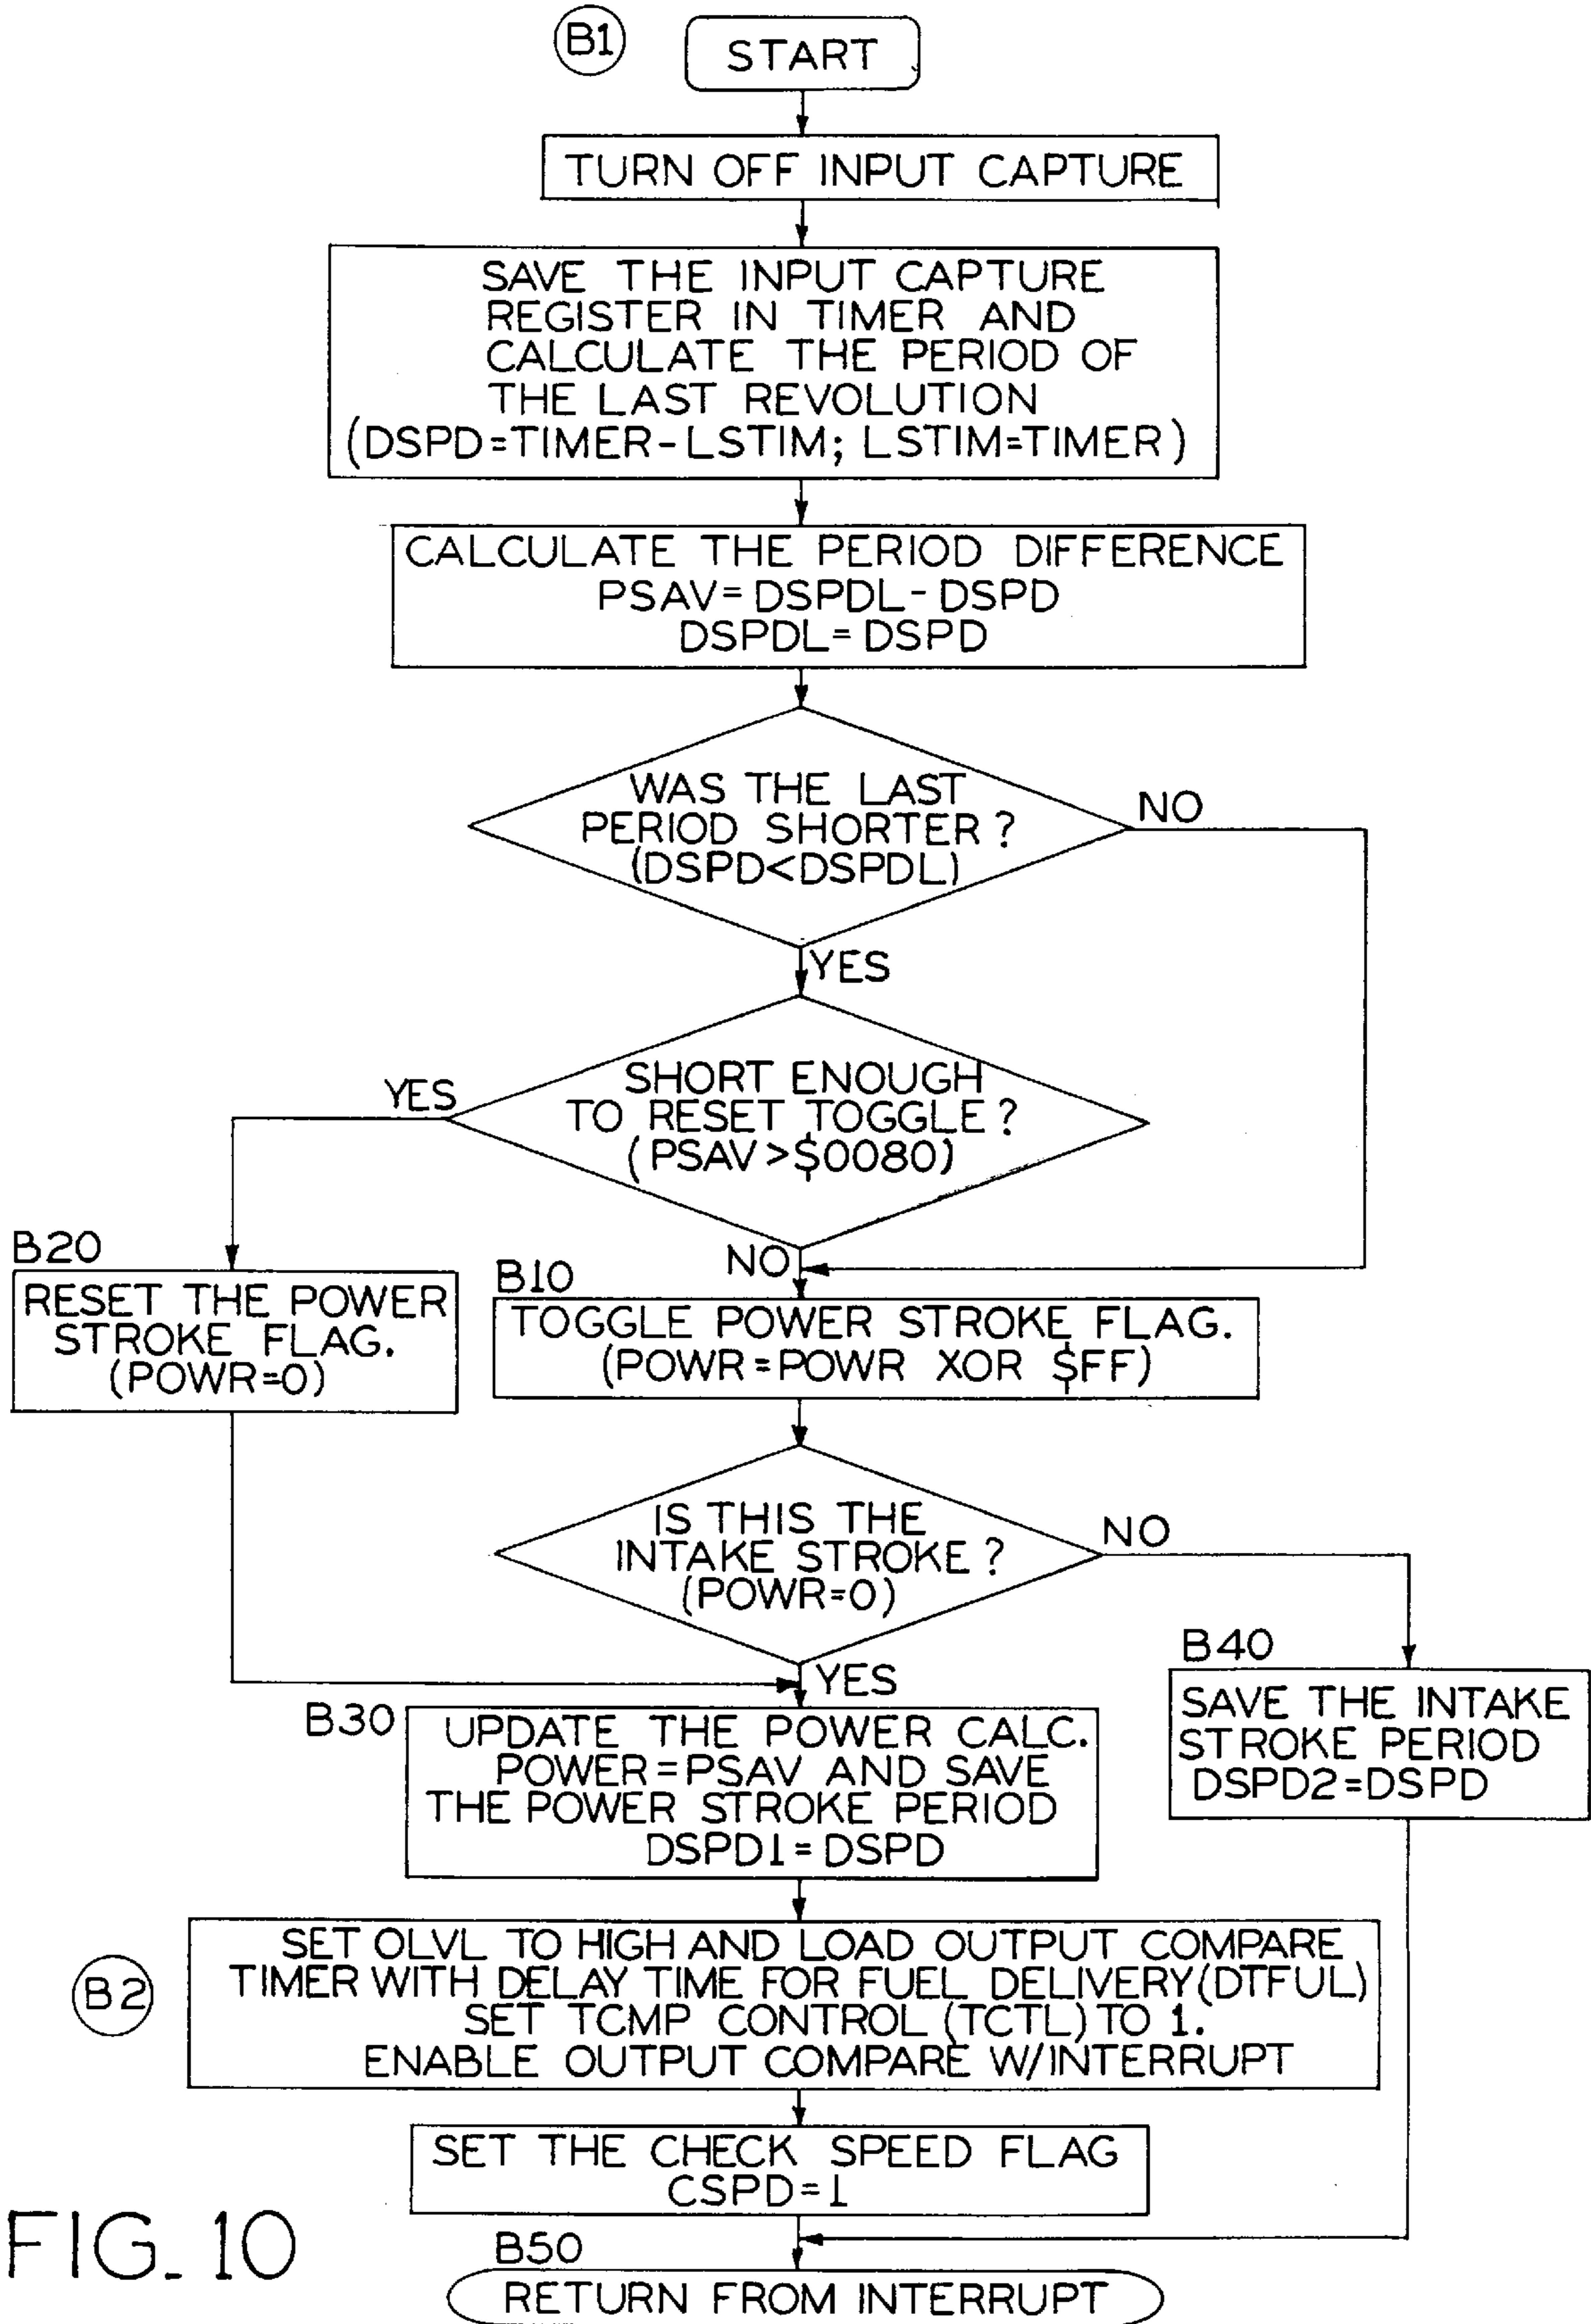 B1
START
TURN OFF INPUT CAPTURE
SAVE THE INPUT CAPTURE
REGISTER IN TIMER AND
CALCULATE THE PERIOD OF
THE LAST REVOLUTION
(DSPD=TIMER-LSTIM; LSTIM=TIMER)
CALCULATE THE PERIOD DIFFERENCE
PSAV=DSPDL-DSPD
DSPDL=DSPD
WAS THE LAST
PERIOD SHORTER?
(DSPD<DSPDL)
NO
YES
SHORT ENOUGH
TO RESET TOGGLE?
(PSAV>$0080)
YES
NO
B20
RESET THE POWER
STROKE FLAG.
(POWR=0)
B10
TOGGLE POWER STROKE FLAG.
(POWR=POWR XOR $FF)
IS THIS THE
INTAKE STROKE?
(POWR=0)
NO
YES
B40
SAVE THE INTAKE
STROKE PERIOD
DSPD2=DSPD
B30
UPDATE THE POWER CALC.
POWER=PSAV AND SAVE
THE POWER STROKE PERIOD
DSPD1=DSPD
B2
SET OLVL TO HIGH AND LOAD OUTPUT COMPARE
TIMER WITH DELAY TIME FOR FUEL DELIVERY(DTFUL)
SET TCMP CONTROL (TCTL) TO 1.
ENABLE OUTPUT COMPARE W/INTERRUPT
SET THE CHECK SPEED FLAG
CSPD=1
B50
RETURN FROM INTERRUPT
FIG. 10